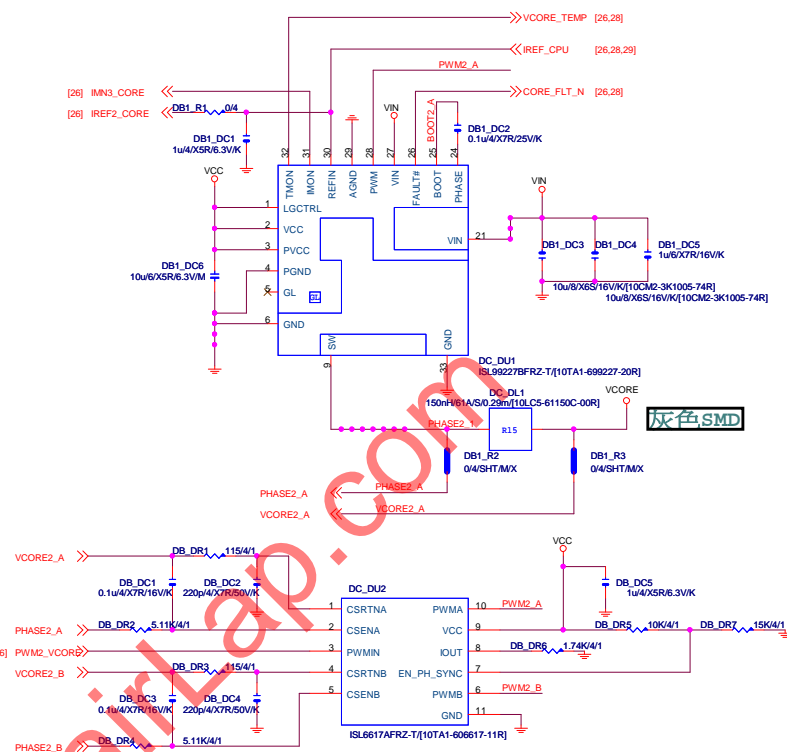 VCORE_TEMP [26,28]
IREF_CPU [26,28,29]
PWM2_A
[26] IMN3_CORE
CORE_FLT_N [26,28]
[26] IREF2_CORE
DB1_R1 0/4
VIN
BOOT2_A
DB1_DC1
1u/4/X5R/6.3V/K
DB1_DC2
0.1u/4/X7R/25V/K
32 31 30 29 28 27 26 25 24
VCC
TMON IMON REFIN AGND PWM VIN FAULT# BOOT PHASE
VIN
1 LGCTRL
2 VCC
3 PVCC
4 PGND
5 GL
6 GND
GL
VIN 21
DB1_DC6
10u/6/X5R/6.3V/M
DB1_DC3 DB1_DC4 DB1_DC5
1u/6/X7R/16V/K
10u/8/X6S/16V/K/[10CM2-3K1005-74R]
10u/8/X6S/16V/K/[10CM2-3K1005-74R]
SW GND
9 33
DC_DU1
ISL99227BFRZ-T/[10TA1-699227-20R]
DC_DL1
150nH/61A/S/0.29m/[10LC5-61150C-00R]
VCORE
灰色SMD
PHASE2_1
R15
DB1_R2
0/4/SHT/M/X
DB1_R3
0/4/SHT/M/X
PHASE2_A PHASE2_A
VCORE2_A VCORE2_A
VCC
VCORE2_A
DB_DR1 115/4/1
DB_DC1
0.1u/4/X7R/16V/K
DB_DC2
220p/4/X7R/50V/K
DC_DU2
DB_DC5
1u/4/X5R/6.3V/K
1 CSRTNA PWMA 10 PWM2_A
PHASE2_A DB_DR2 5.11K/4/1
2 CSENA VCC 9
DB_DR5 10K/4/1 DB_DR7 15K/4/1
6] PWM2_VCORE
3 PWMIN IOUT 8
DB_DR6 1.74K/4/1
VCORE2_B DB_DR3 115/4/1
4 CSRTNB EN_PH_SYNC 7
DB_DC3
0.1u/4/X7R/16V/K
DB_DC4
220p/4/X7R/50V/K
5 CSENB PWMB 6 PWM2_B
GND 11
ISL6617AFRZ-T/[10TA1-606617-11R]
PHASE2_B DB_DR4 5.11K/4/1
pairLap.com